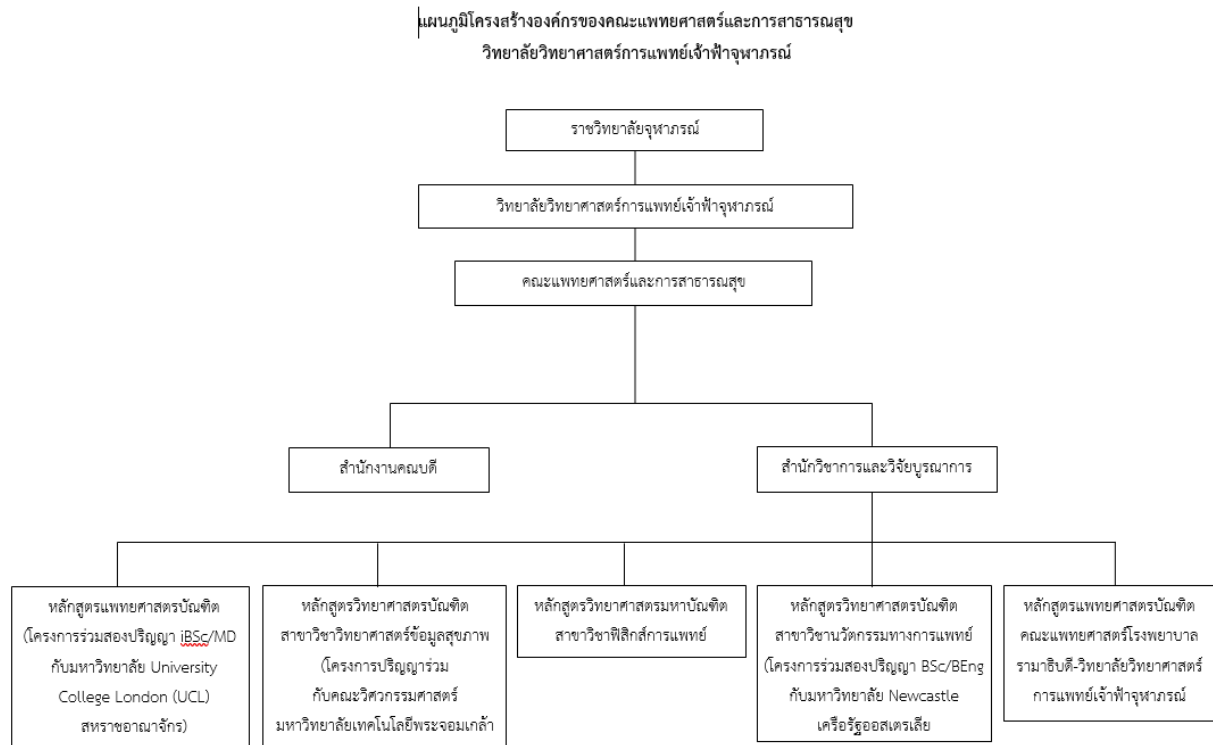 แผนภูมิโครงสร้างองค์กรของคณะแพทยศาสตร์และการสาธารณสุข
วิทยาลัยวิทยาศาสตร์การแพทย์เจ้าฟ้าจุฬาภรณ์
ราชวิทยาลัยจุฬาภรณ์
วิทยาลัยวิทยาศาสตร์การแพทย์เจ้าฟ้าจุฬาภรณ์
คณะแพทยศาสตร์และการสาธารณสุข
สำนักงานคณบดี
สำนักวิชาการและวิจัยบูรณาการ
หลักสูตรแพทยศาสตรบัณฑิต
(โครงการร่วมสองปริญญา iBSc/MD
กับมหาวิทยาลัย University
College London (UCL)
สหราชอาณาจักร)
หลักสูตรวิทยาศาสตรบัณฑิต
สาขาวิชาวิทยาศาสตร์ข้อมูลสุขภาพ
(โครงการปริญญาร่วม
กับคณะวิศวกรรมศาสตร์
มหาวิทยาลัยเทคโนโลยีพระจอมเกล้า
หลักสูตรวิทยาศาสตรมหาบัณฑิต
สาขาวิชาฟิสิกส์การแพทย์
หลักสูตรวิทยาศาสตรบัณฑิต
สาขาวิชานวัตกรรมทางการแพทย์
(โครงการร่วมสองปริญญา BSc/BEng
กับมหาวิทยาลัย Newcastle
เครือรัฐออสเตรเลีย)
หลักสูตรแพทยศาสตรบัณฑิต
คณะแพทยศาสตร์โรงพยาบาล
รามาธิบดี-วิทยาลัยวิทยาศาสตร์
การแพทย์เจ้าฟ้าจุฬาภรณ์